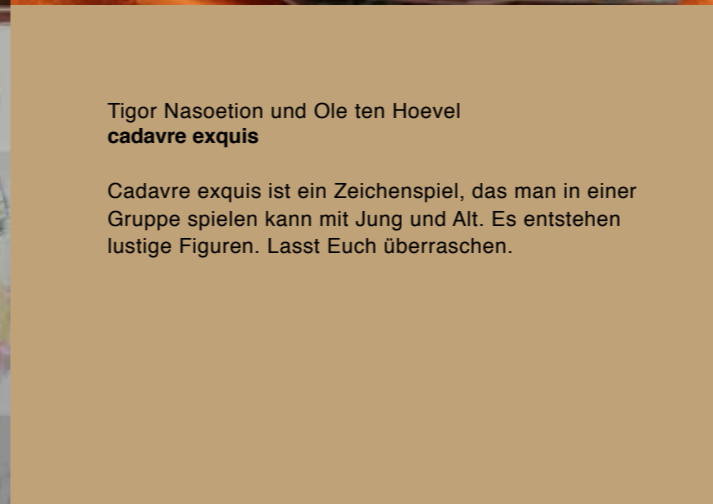 Tigor Nasoetion und Ole ten Hoevel
cadavre exquis
Cadavre exquis ist ein Zeichenspiel, das man in einer
Gruppe spielen kann mit Jung und Alt. Es entstehen
lustige Figuren. Lasst Euch überraschen.